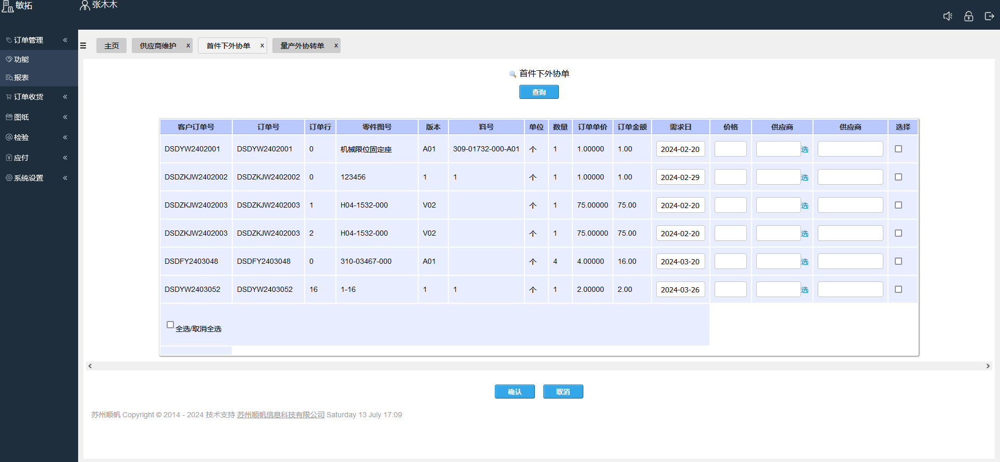 敏拓
张木木
订单管理
功能
报表
订单收货
图纸
检验
应付
系统设置
主页 供应商维护 x 首件下外协单 x 量产外协转单 x
首件下外协单
查询
客户订单号 订单号 订单行 零件图号 版本 料号 单位 数量 订单单价 订单金额 需求日 价格 供应商 供应商 选择
DSDYW2402001 DSDYW2402001 0 机械限位固定座 A01 309-01732-000-A01 个 1 1.00000 1.00 2024-02-20 选
DSDZKJW2402002 DSDZKJW2402002 0 123456 1 1 个 1 1.00000 1.00 2024-02-29 选
DSDZKJW2402003 DSDZKJW2402003 1 H04-1532-000 V02 个 1 75.00000 75.00 2024-02-20 选
DSDZKJW2402003 DSDZKJW2402003 2 H04-1532-000 V02 个 1 75.00000 75.00 2024-02-20 选
DSDFY2403048 DSDFY2403048 0 310-03467-000 A01 个 4 4.00000 16.00 2024-03-20 选
DSDYW2403052 DSDYW2403052 16 1-16 1 1 个 1 2.00000 2.00 2024-03-26 选
全选/取消全选
确认 取消
苏州顺帆 Copyright © 2014 - 2024 技术支持 苏州顺帆信息科技有限公司 Saturday 13 July 17:09